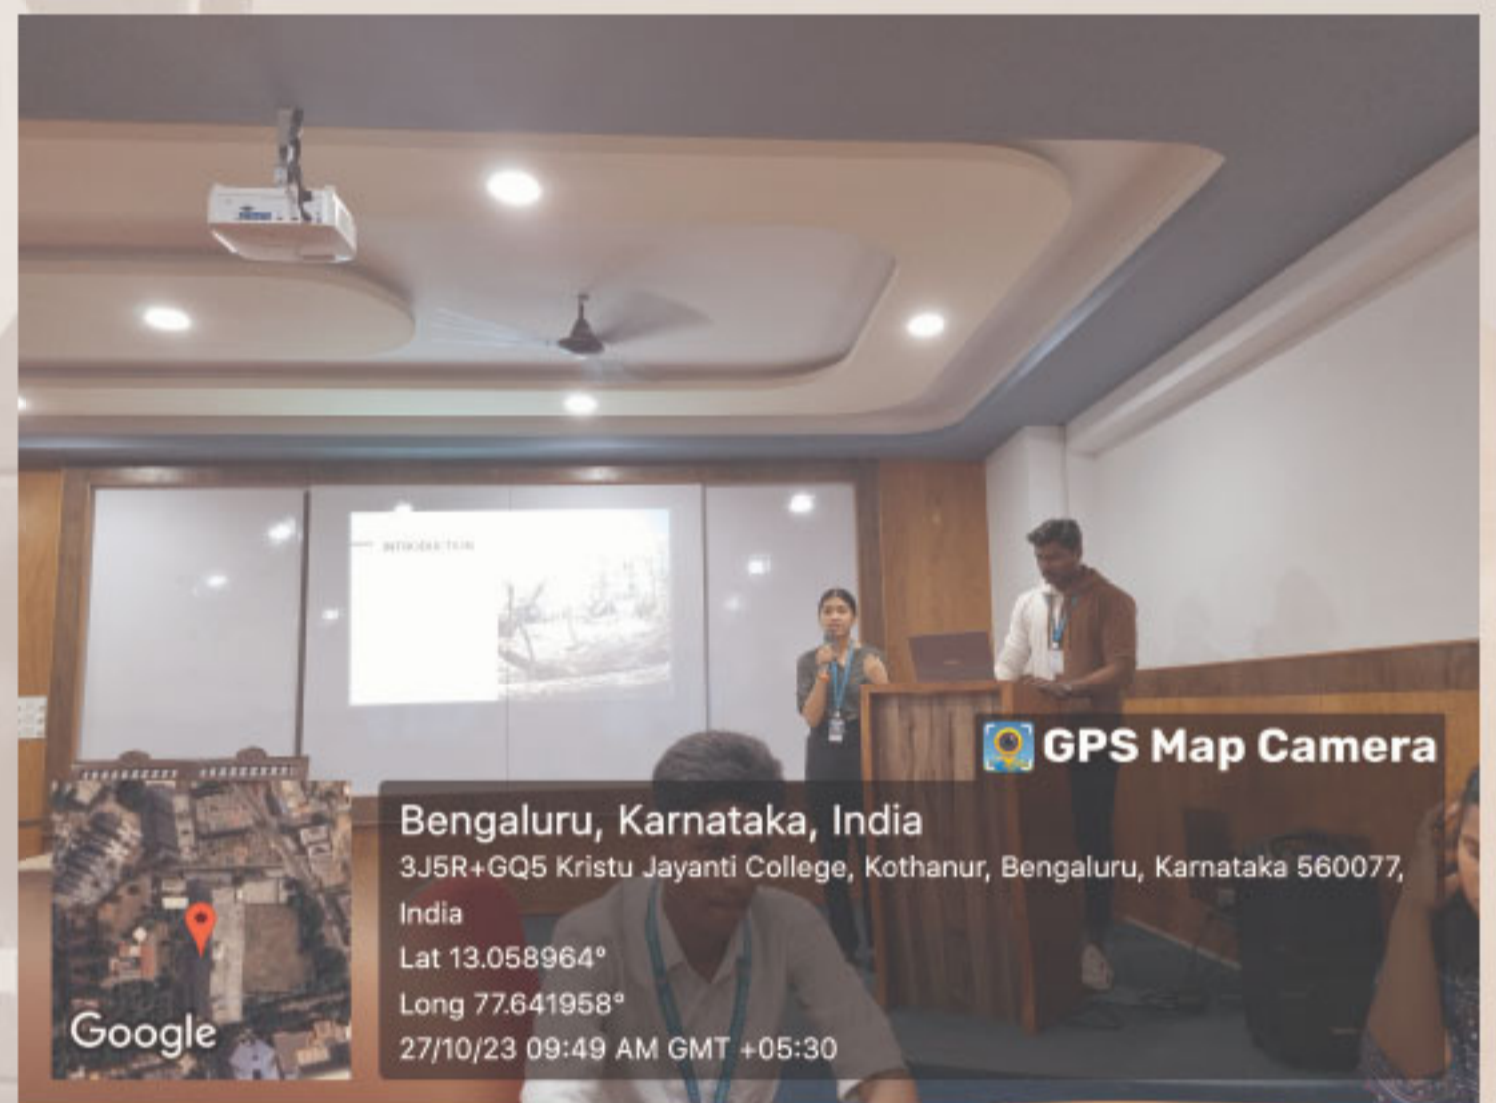 INTRODUCTION
GPS Map Camera
Bengaluru, Karnataka, India
3J5R+GQ5 Kristu Jayanti College, Kothanur, Bengaluru, Karnataka 560077,
India
Lat 13.058964°
Long 77.641958°
27/10/23 09:49 AM GMT +05:30
Google